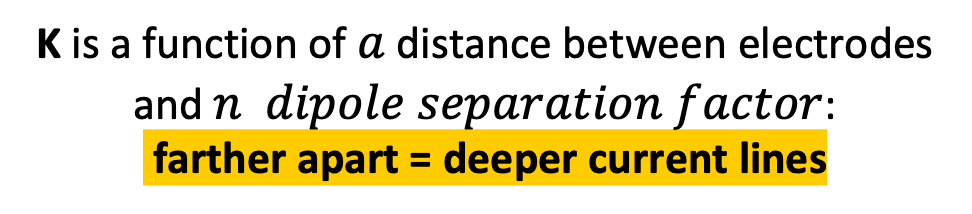 K is a function of a distance between electrodes
and n dipole separation factor:
farther apart = deeper current lines